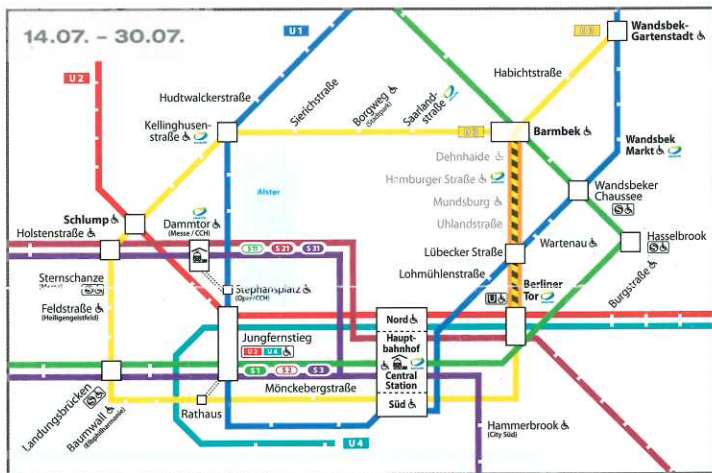 14.07. – 30.07.
U1
U3
Wandsbek-
Gartenstadt
U2
Habichtstraße
Hudtwalckerstraße
Sierichstraße
Borgweg
(Stadtpark)
Saarland-
straße
Kellinghusen-
straße
U3
Barmbek
Wandsbek
Markt
Dehnhaide
Hamburger Straße
Mundsburg
Uhlandstraße
Alster
Wandsbeker
Chaussee
Schlump
Dammtor
(Messe / CCH)
Holstenstraße
S11
S21
S31
Lübecker Straße
Wartenau
Hasselbrook
Sternschanze
(Messe)
Lohmühlenstraße
Stephansplatz
(Oper/CCH)
Berliner
Tor
Burgstraße
Feldstraße
(Heiligengeistfeld)
Nord
Jungfernstieg
U2 U4
Haupt-
bahnhof
Central
Station
S1
S2
S3
Mönckebergstraße
Landungsbrücken
Rathaus
Süd
Baumwall
(Elbphilharmonie)
Hammerbrook
(City Süd)
U4